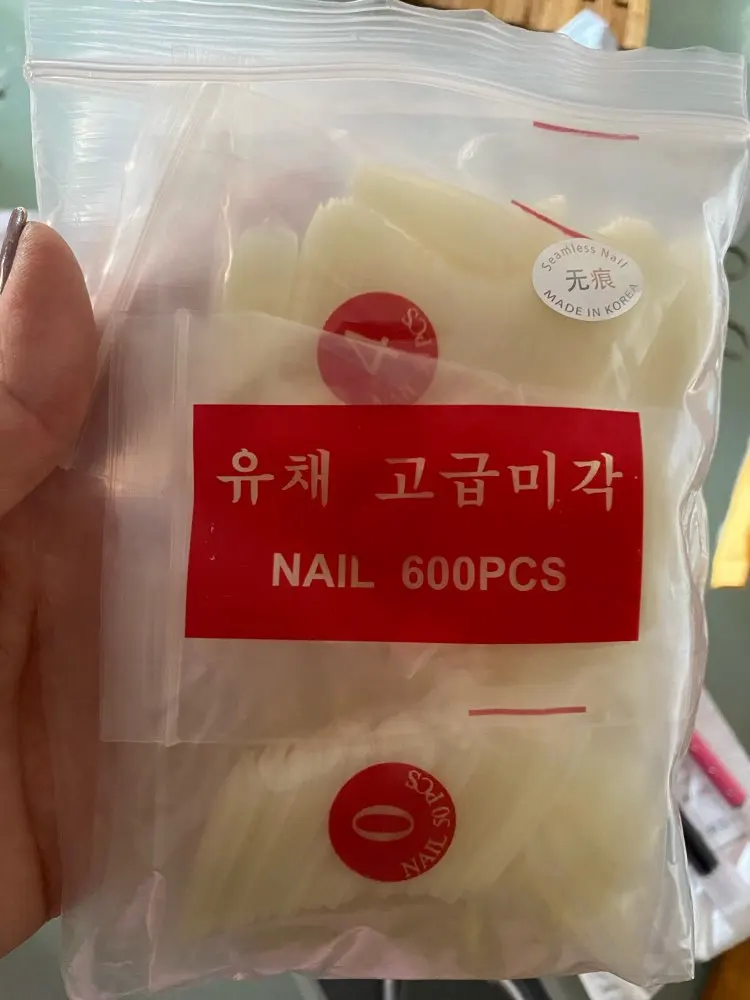 Seamless Nail
无痕
MADE IN KOREA
PCS
유채 고급미각
NAIL 600PCS
0
NAIL 50 PCS